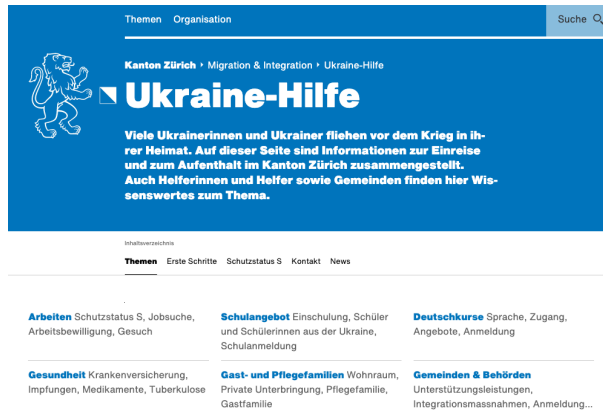 Themen Organisation Suche
Kanton Zürich Migration & Integration Ukraine-Hilfe
Ukraine-Hilfe
Viele Ukrainerinnen und Ukrainer fliehen vor dem Krieg in ih-
rer Heimat. Auf dieser Seite sind Informationen zur Einreise
und zum Aufenthalt im Kanton Zürich zusammengestellt.
Auch Helferinnen und Helfer sowie Gemeinden finden hier Wis-
senswertes zum Thema.
Inhaltsverzeichnis
Themen Erste Schritte Schutzstatus S Kontakt News
Arbeiten Schutzstatus S, Jobsuche,
Arbeitsbewilligung, Gesuch
Schulangebot Einschulung, Schüler
und Schülerinnen aus der Ukraine,
Schulanmeldung
Deutschkurse Sprache, Zugang,
Angebote, Anmeldung
Gesundheit Krankenversicherung,
Impfungen, Medikamente, Tuberkulose
Gast- und Pflegefamilien Wohnraum,
Private Unterbringung, Pflegefamilie,
Gastfamilie
Gemeinden & Behörden
Unterstützungsleistungen,
Integrationsmassnahmen, Anmeldung...